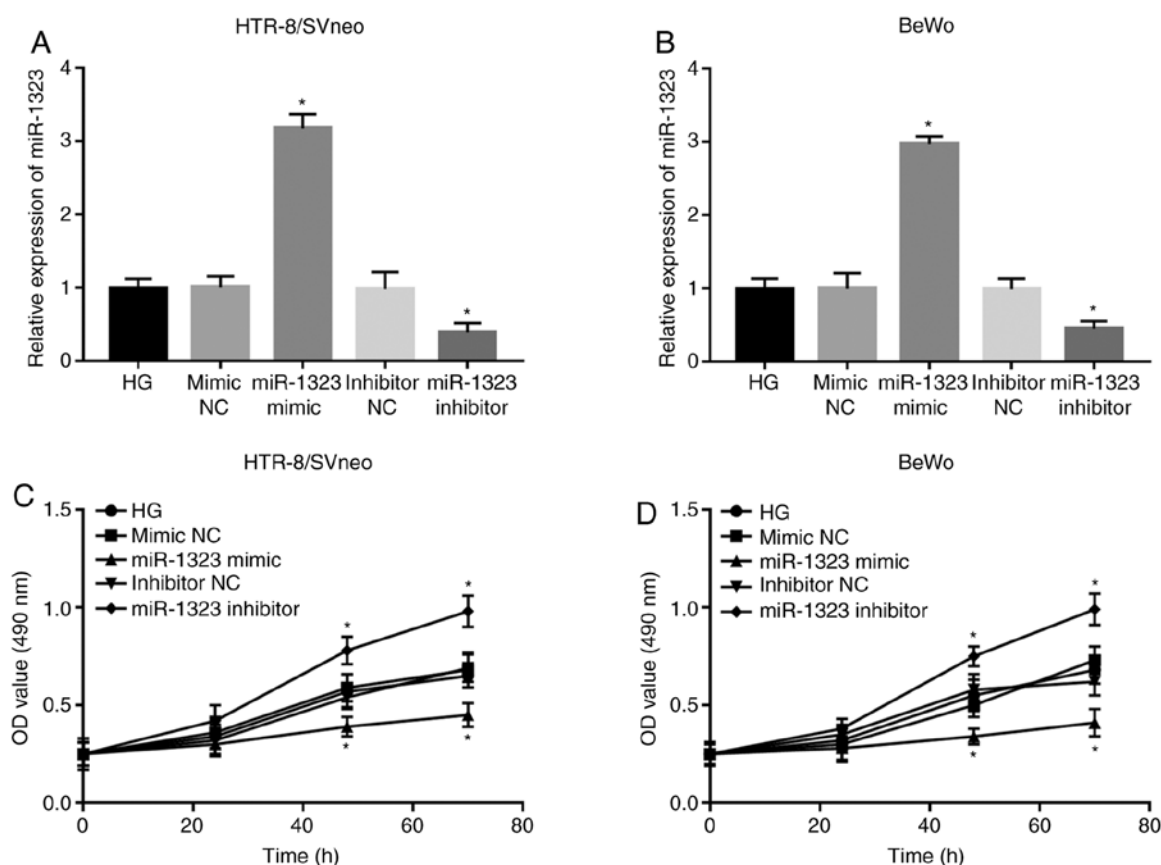 HTR-8/SVneo
A
Relative expression of miR-1323
4
3
2
1
0
*
*
HG
Mimic NC
miR-1323 mimic
Inhibitor NC
miR-1323 inhibitor
BeWo
B
Relative expression of miR-1323
4
3
2
1
0
*
*
HG
Mimic NC
miR-1323 mimic
Inhibitor NC
miR-1323 inhibitor
HTR-8/SVneo
C
OD value (490 nm)
1.5
1.0
0.5
0.0
HG
Mimic NC
miR-1323 mimic
Inhibitor NC
miR-1323 inhibitor
*
*
*
*
0 20 40 60 80
Time (h)
BeWo
D
OD value (490 nm)
1.5
1.0
0.5
0.0
HG
Mimic NC
miR-1323 mimic
Inhibitor NC
miR-1323 inhibitor
*
*
*
*
0 20 40 60 80
Time (h)